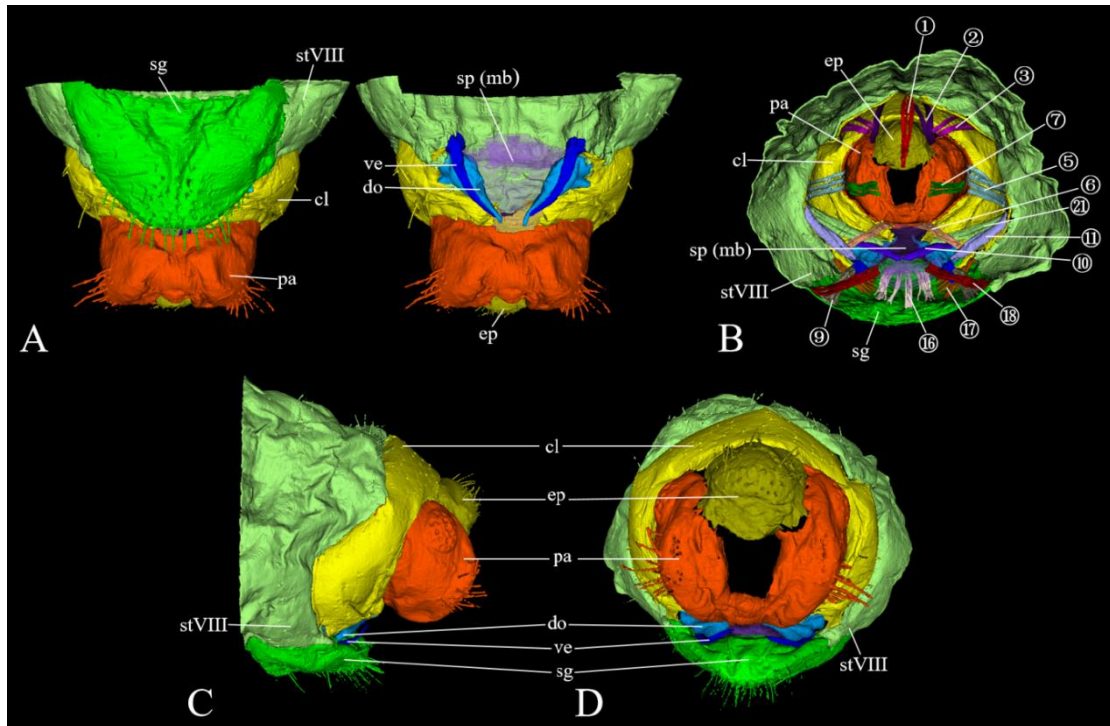 sg
stVIII
sp (mb)
ve
do
cl
pa
ep
A
①
②
③
⑦
⑤
⑥
㉑
⑪
⑩
⑱
⑰
⑯
⑨
ep
pa
cl
sp (mb)
stVIII
sg
B
cl
ep
pa
stVIII
do
ve
sg
stVIII
C
D